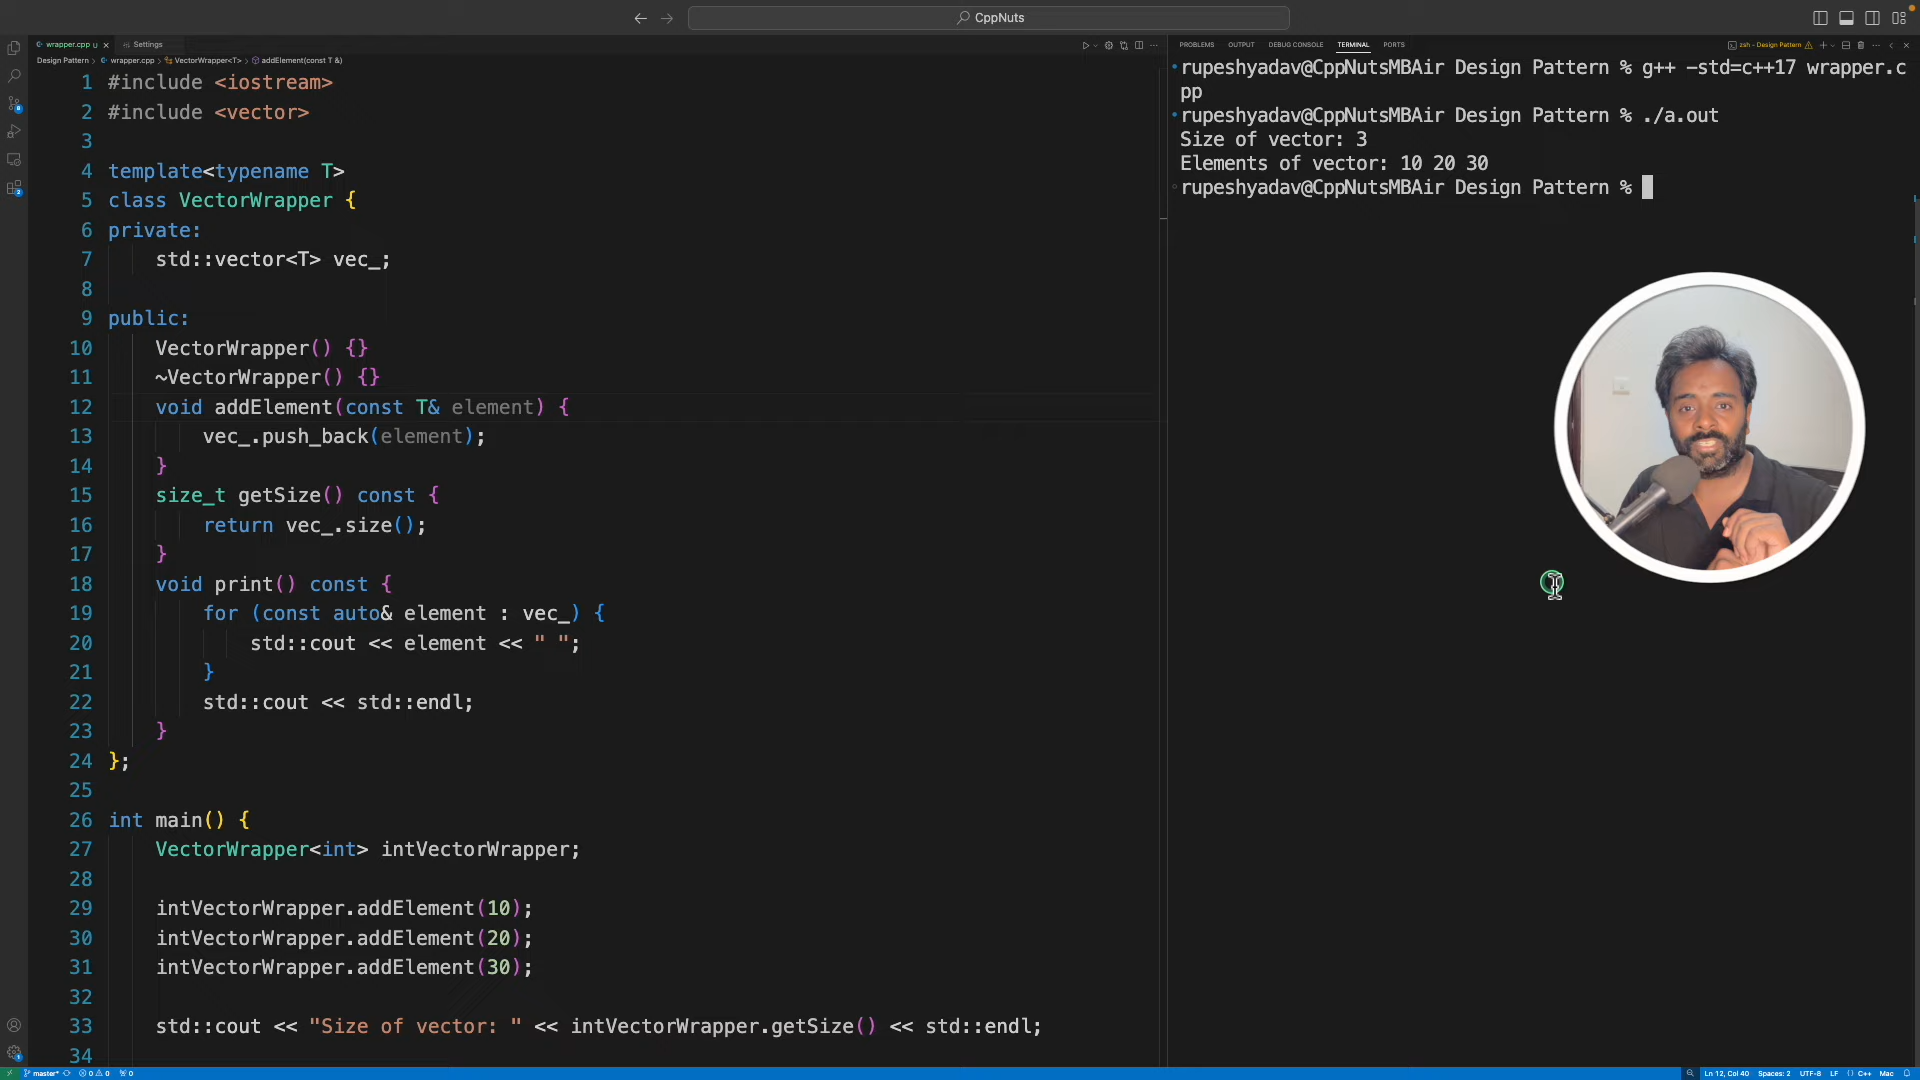 CppNuts
wrapper.cpp U
Settings
Design Pattern > wrapper.cpp > VectorWrapper<T> > addElement(const T &)
1 #include <iostream>
2 #include <vector>
3
4 template<typename T>
5 class VectorWrapper {
6 private:
7 std::vector<T> vec_;
8
9 public:
10 VectorWrapper() {}
11 ~VectorWrapper() {}
12 void addElement(const T& element) {
13 vec_.push_back(element);
14 }
15 size_t getSize() const {
16 return vec_.size();
17 }
18 void print() const {
19 for (const auto& element : vec_) {
20 std::cout << element << " ";
21 }
22 std::cout << std::endl;
23 }
24 };
25
26 int main() {
27 VectorWrapper<int> intVectorWrapper;
28
29 intVectorWrapper.addElement(10);
30 intVectorWrapper.addElement(20);
31 intVectorWrapper.addElement(30);
32
33 std::cout << "Size of vector: " << intVectorWrapper.getSize() << std::endl;
34
PROBLEMS OUTPUT DEBUG CONSOLE TERMINAL PORTS
zsh - Design Pattern
rupeshyadav@CppNutsMBAir Design Pattern % g++ -std=c++17 wrapper.c
pp
rupeshyadav@CppNutsMBAir Design Pattern % ./a.out
Size of vector: 3
Elements of vector: 10 20 30
rupeshyadav@CppNutsMBAir Design Pattern %
master* 0 0 0
Ln 12, Col 40 Spaces: 2 UTF-8 LF {} C++ Mac